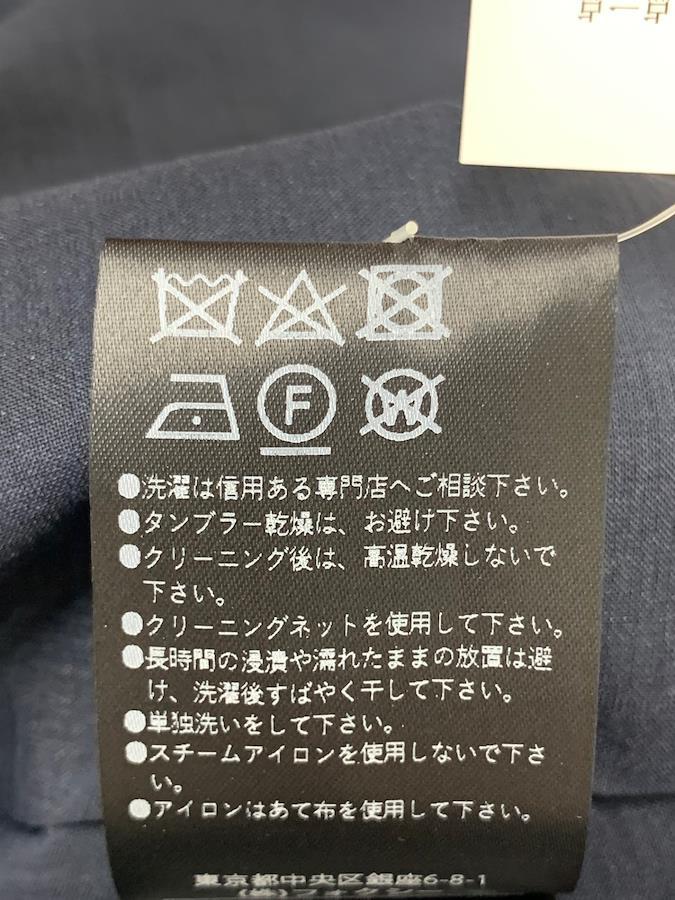 F
W
●洗濯は信用ある専門店へご相談下さい。
●タンブラー乾燥は、お避け下さい。
●クリーニング後は、高温乾燥しないで
下さい。
●クリーニングネットを使用して下さい。
●長時間の浸漬や濡れたままの放置は避
け、洗濯後すばやく干して下さい。
●単独洗いをして下さい。
●スチームアイロンを使用しないで下さ
い。
●アイロンはあて布を使用して下さい。
東京都中央区銀座6-8-1